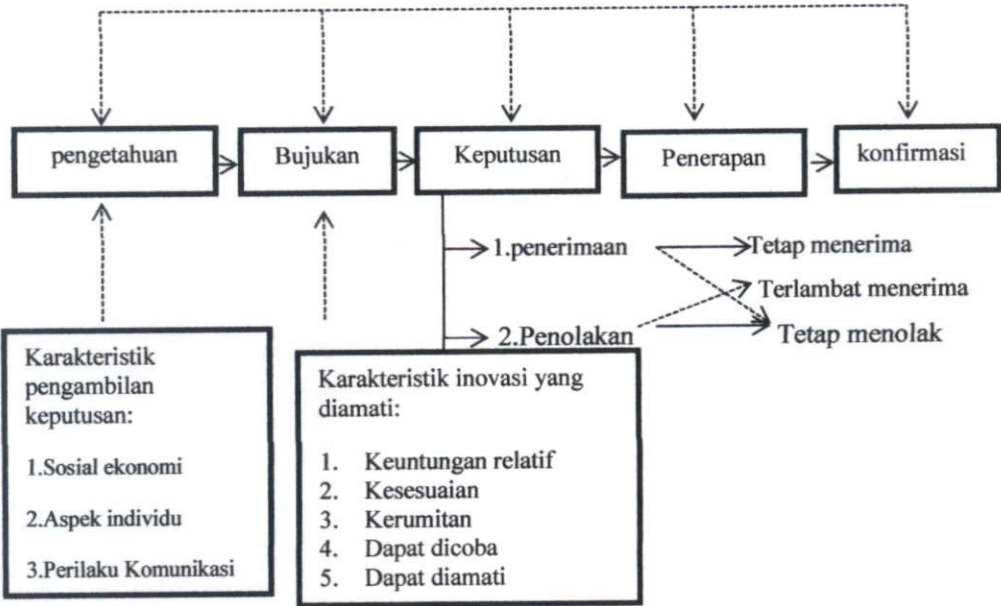 pengetahuan
Bujukan
Keputusan
Penerapan
konfirmasi
1.penerimaan
Tetap menerima
Terlambat menerima
2.Penolakan
Tetap menolak
Karakteristik
pengambilan
keputusan:
1.Sosial ekonomi
2.Aspek individu
3.Perilaku Komunikasi
Karakteristik inovasi yang
diamati:
1. Keuntungan relatif
2. Kesesuaian
3. Kerumitan
4. Dapat dicoba
5. Dapat diamati